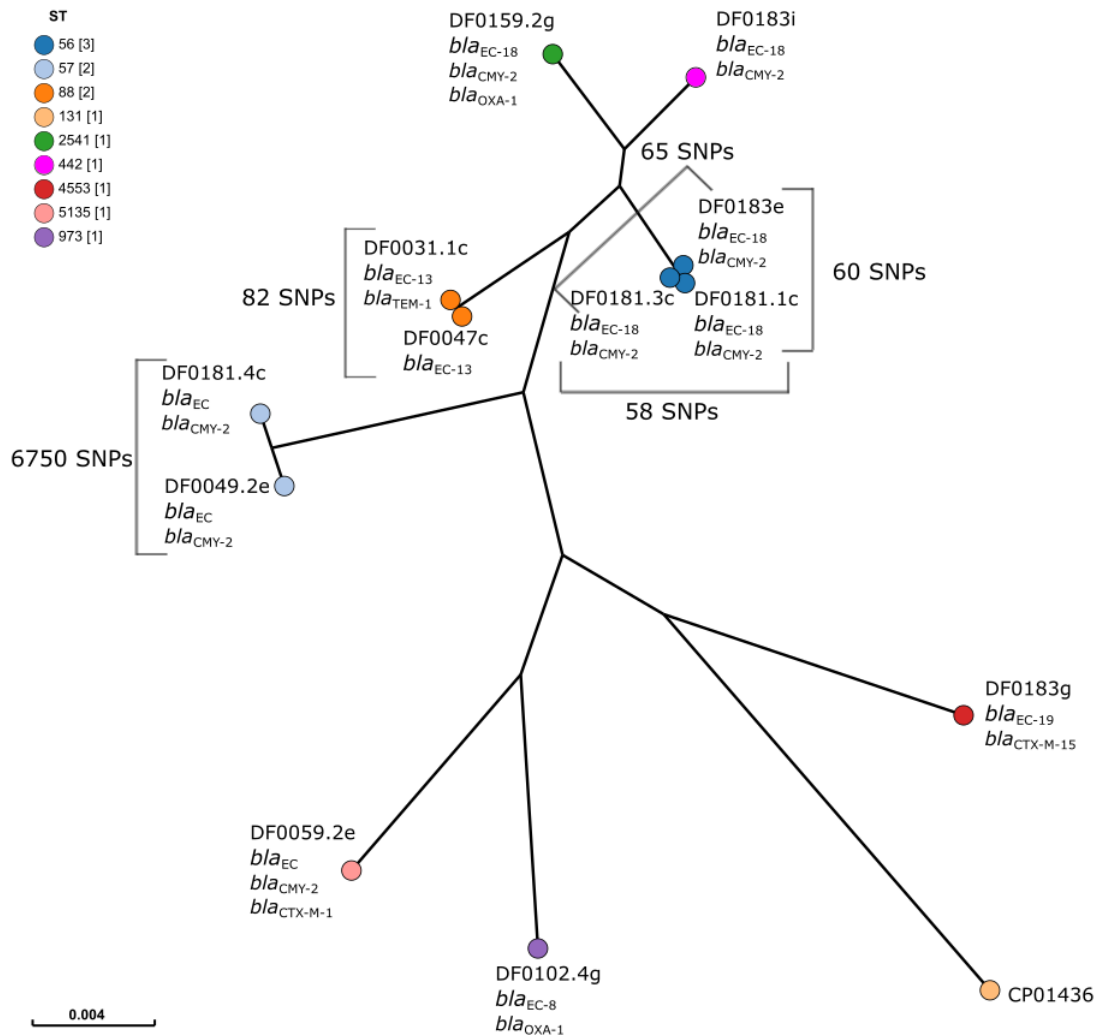 ST
56 [3]
57 [2]
88 [2]
131 [1]
2541 [1]
442 [1]
4553 [1]
5135 [1]
973 [1]
DF0159.2g
blaEC-18
blaCMY-2
blaOXA-1
DF0183i
blaEC-18
blaCMY-2
65 SNPs
DF0183e
blaEC-18
blaCMY-2
60 SNPs
DF0181.3c
blaEC-18
blaCMY-2
DF0181.1c
blaEC-18
blaCMY-2
58 SNPs
82 SNPs
DF0031.1c
blaEC-13
blaTEM-1
DF0047c
blaEC-13
6750 SNPs
DF0181.4c
blaEC
blaCMY-2
DF0049.2e
blaEC
blaCMY-2
DF0183g
blaEC-19
blaCTX-M-15
DF0059.2e
blaEC
blaCMY-2
blaCTX-M-1
DF0102.4g
blaEC-8
blaOXA-1
CP01436
0.004